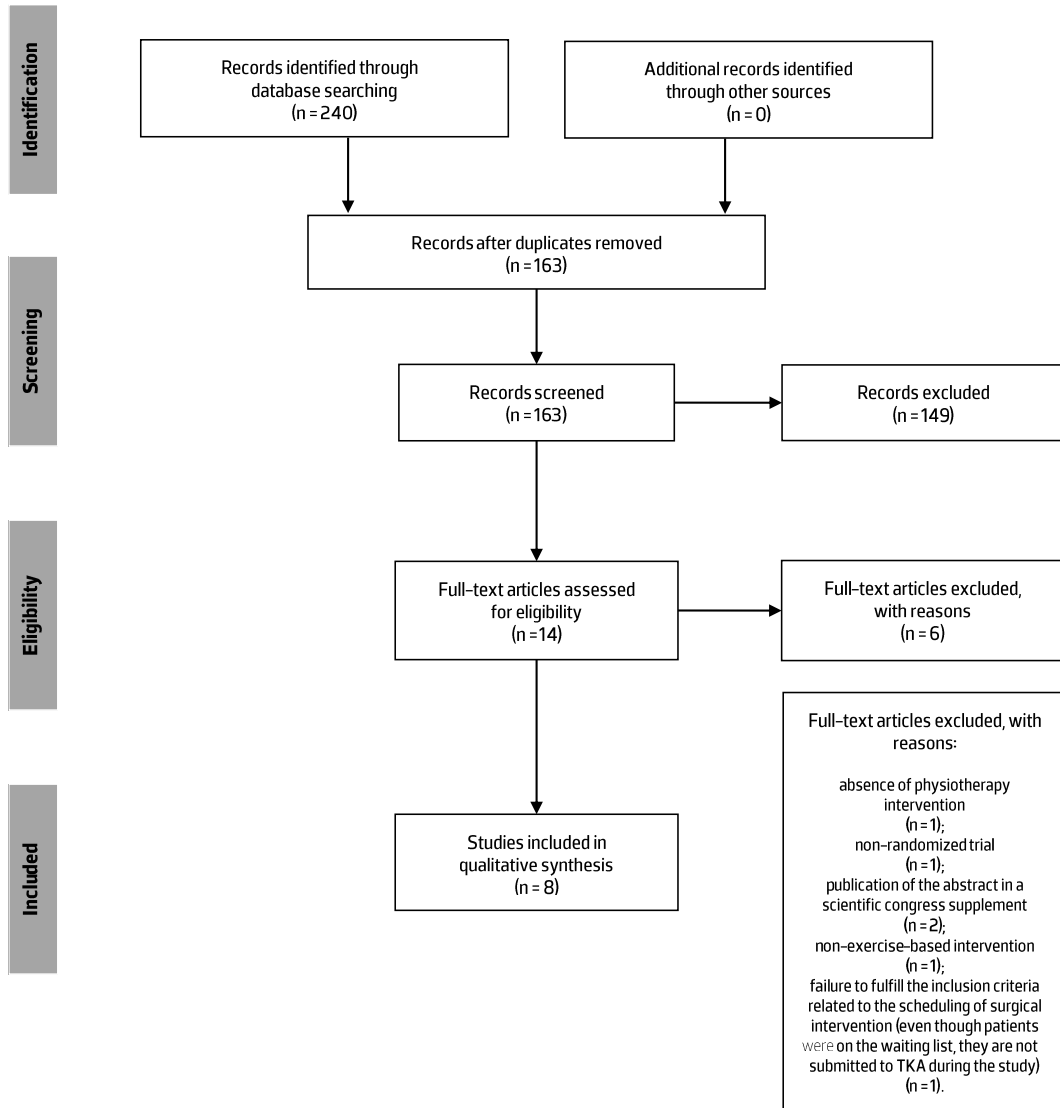 Identification
Records identified through
database searching
(n = 240)
Additional records identified
through other sources
(n = 0)
Records after duplicates removed
(n = 163)
Screening
Records screened
(n = 163)
Records excluded
(n = 149)
Eligibility
Full-text articles assessed
for eligibility
(n = 14)
Full-text articles excluded,
with reasons
(n = 6)
Included
Studies included in
qualitative synthesis
(n = 8)
Full-text articles excluded, with
reasons:
absence of physiotherapy
intervention
(n = 1);
non-randomized trial
(n = 1);
publication of the abstract in a
scientific congress supplement
(n = 2);
non-exercise-based intervention
(n = 1);
failure to fulfill the inclusion criteria
related to the scheduling of surgical
intervention (even though patients
were on the waiting list, they are not
submitted to TKA during the study)
(n = 1).